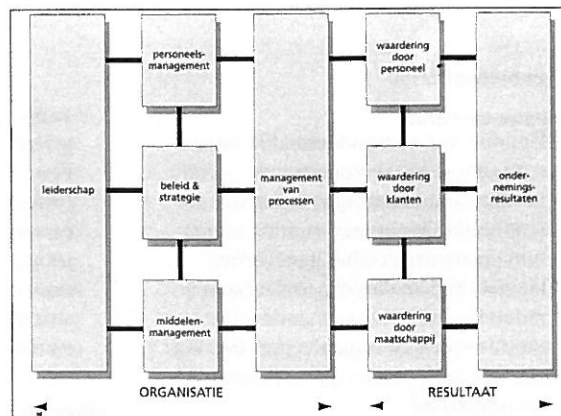 personeels-
management
waardering
door
personeel
leiderschap
beleid &
strategie
management
van
processen
waardering
door
klanten
onder-
nemings-
resultaten
middelen-
management
waardering
door
maatschappij
ORGANISATIE
RESULTAAT